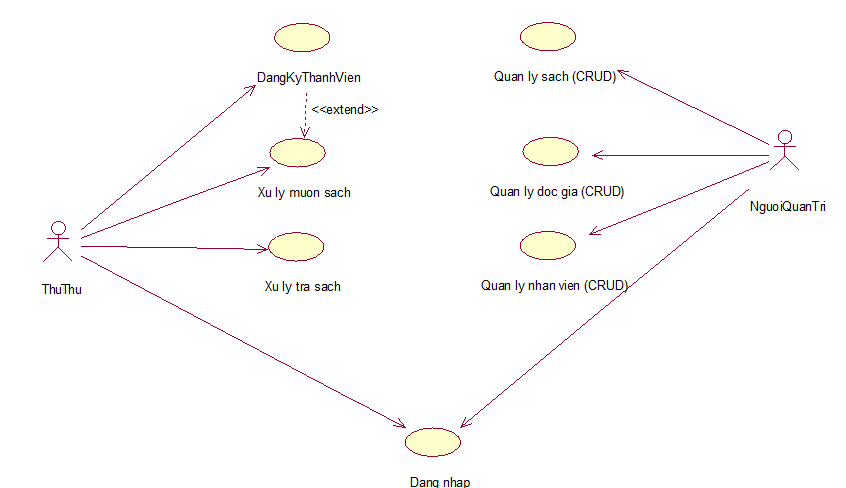 DangKyThanhVien
Quan ly sach (CRUD)
<<extend>>
Xu ly muon sach
Quan ly doc gia (CRUD)
NguoiQuanTri
ThuThu
Xu ly tra sach
Quan ly nhan vien (CRUD)
Dang nhap